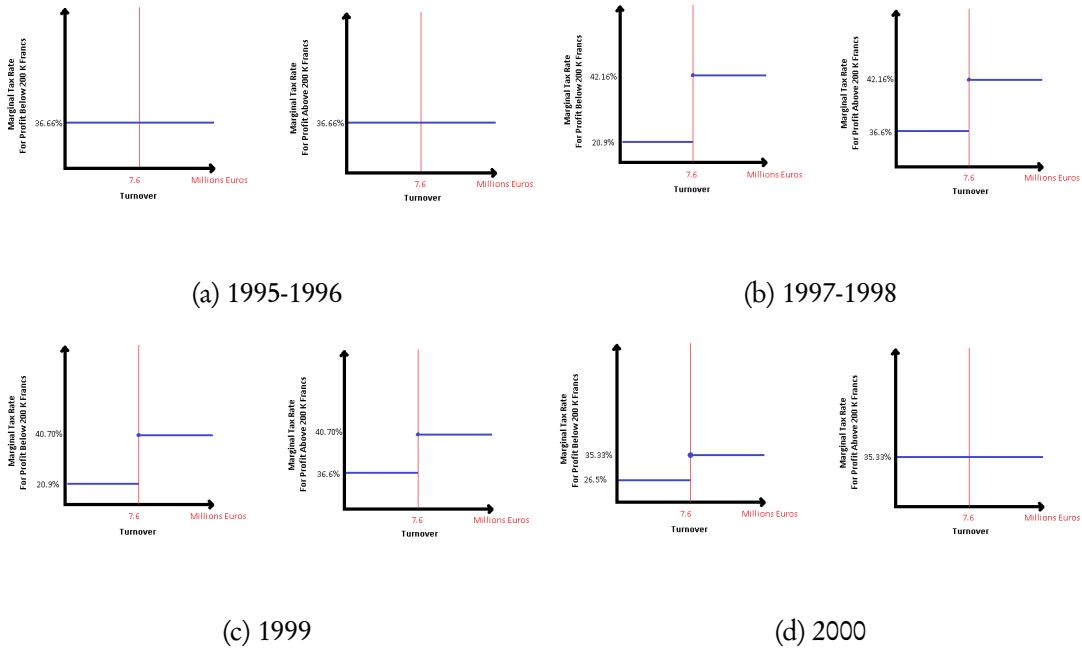 Marginal Tax Rate
For Profit Below 200 K Francs
36.66%
7.6
Millions Euros
Turnover
Marginal Tax Rate
For Profit Above 200 K Francs
36.66%
7.6
Millions Euros
Turnover
(a) 1995-1996
Marginal Tax Rate
For Profit Below 200 K Francs
42.16%
20.9%
7.6
Millions Euros
Turnover
Marginal Tax Rate
For Profit Above 200 K Francs
42.16%
36.6%
7.6
Millions Euros
Turnover
(b) 1997-1998
Marginal Tax Rate
For Profit Below 200 K Francs
40.70%
20.9%
7.6
Millions Euros
Turnover
Marginal Tax Rate
For Profit Above 200 K Francs
40.70%
36.6%
7.6
Millions Euros
Turnover
(c) 1999
Marginal Tax Rate
For Profit Below 200 K Francs
35.33%
26.5%
7.6
Millions Euros
Turnover
Marginal Tax Rate
For Profit Above 200 K Francs
35.33%
7.6
Millions Euros
Turnover
(d) 2000